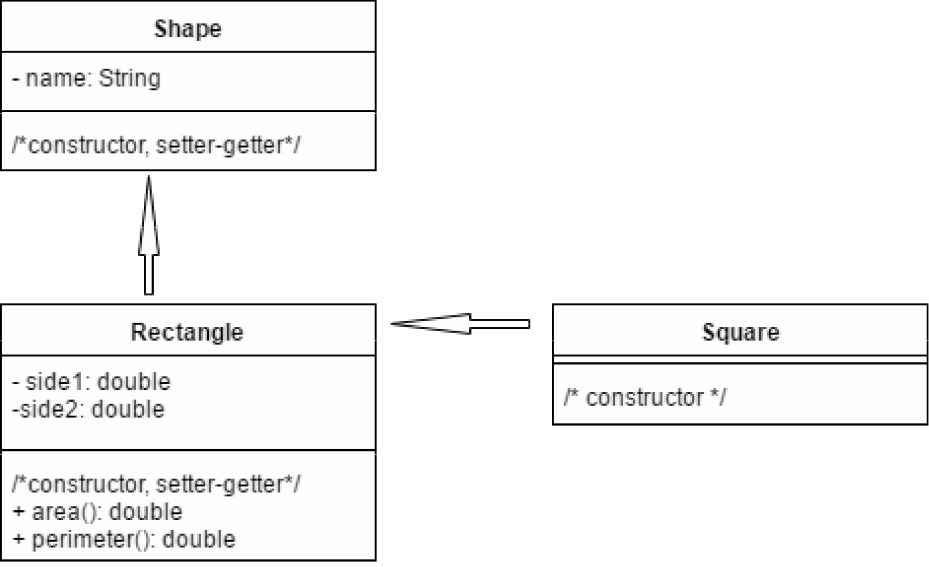 Shape
- name: String
/*constructor, setter-getter*/
Rectangle
- side1: double
-side2: double
/*constructor, setter-getter*/
+ area(): double
+ perimeter(): double
Square
/* constructor */